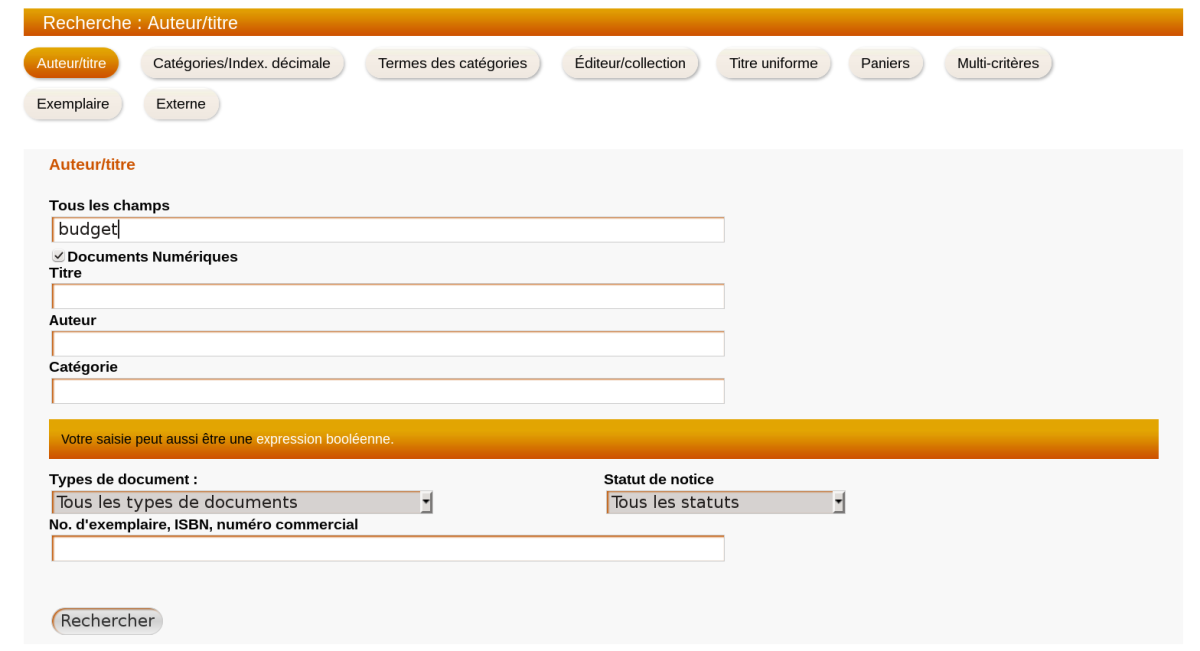 Recherche : Auteur/titre
Auteur/titre Catégories/Index. décimale Termes des catégories Éditeur/collection Titre uniforme Paniers Multi-critères
Exemplaire Externe
Auteur/titre
Tous les champs
budget
Documents Numériques
Titre
Auteur
Catégorie
Votre saisie peut aussi être une expression booléenne.
Types de document : Statut de notice
Tous les types de documents Tous les statuts
No. d'exemplaire, ISBN, numéro commercial
Rechercher